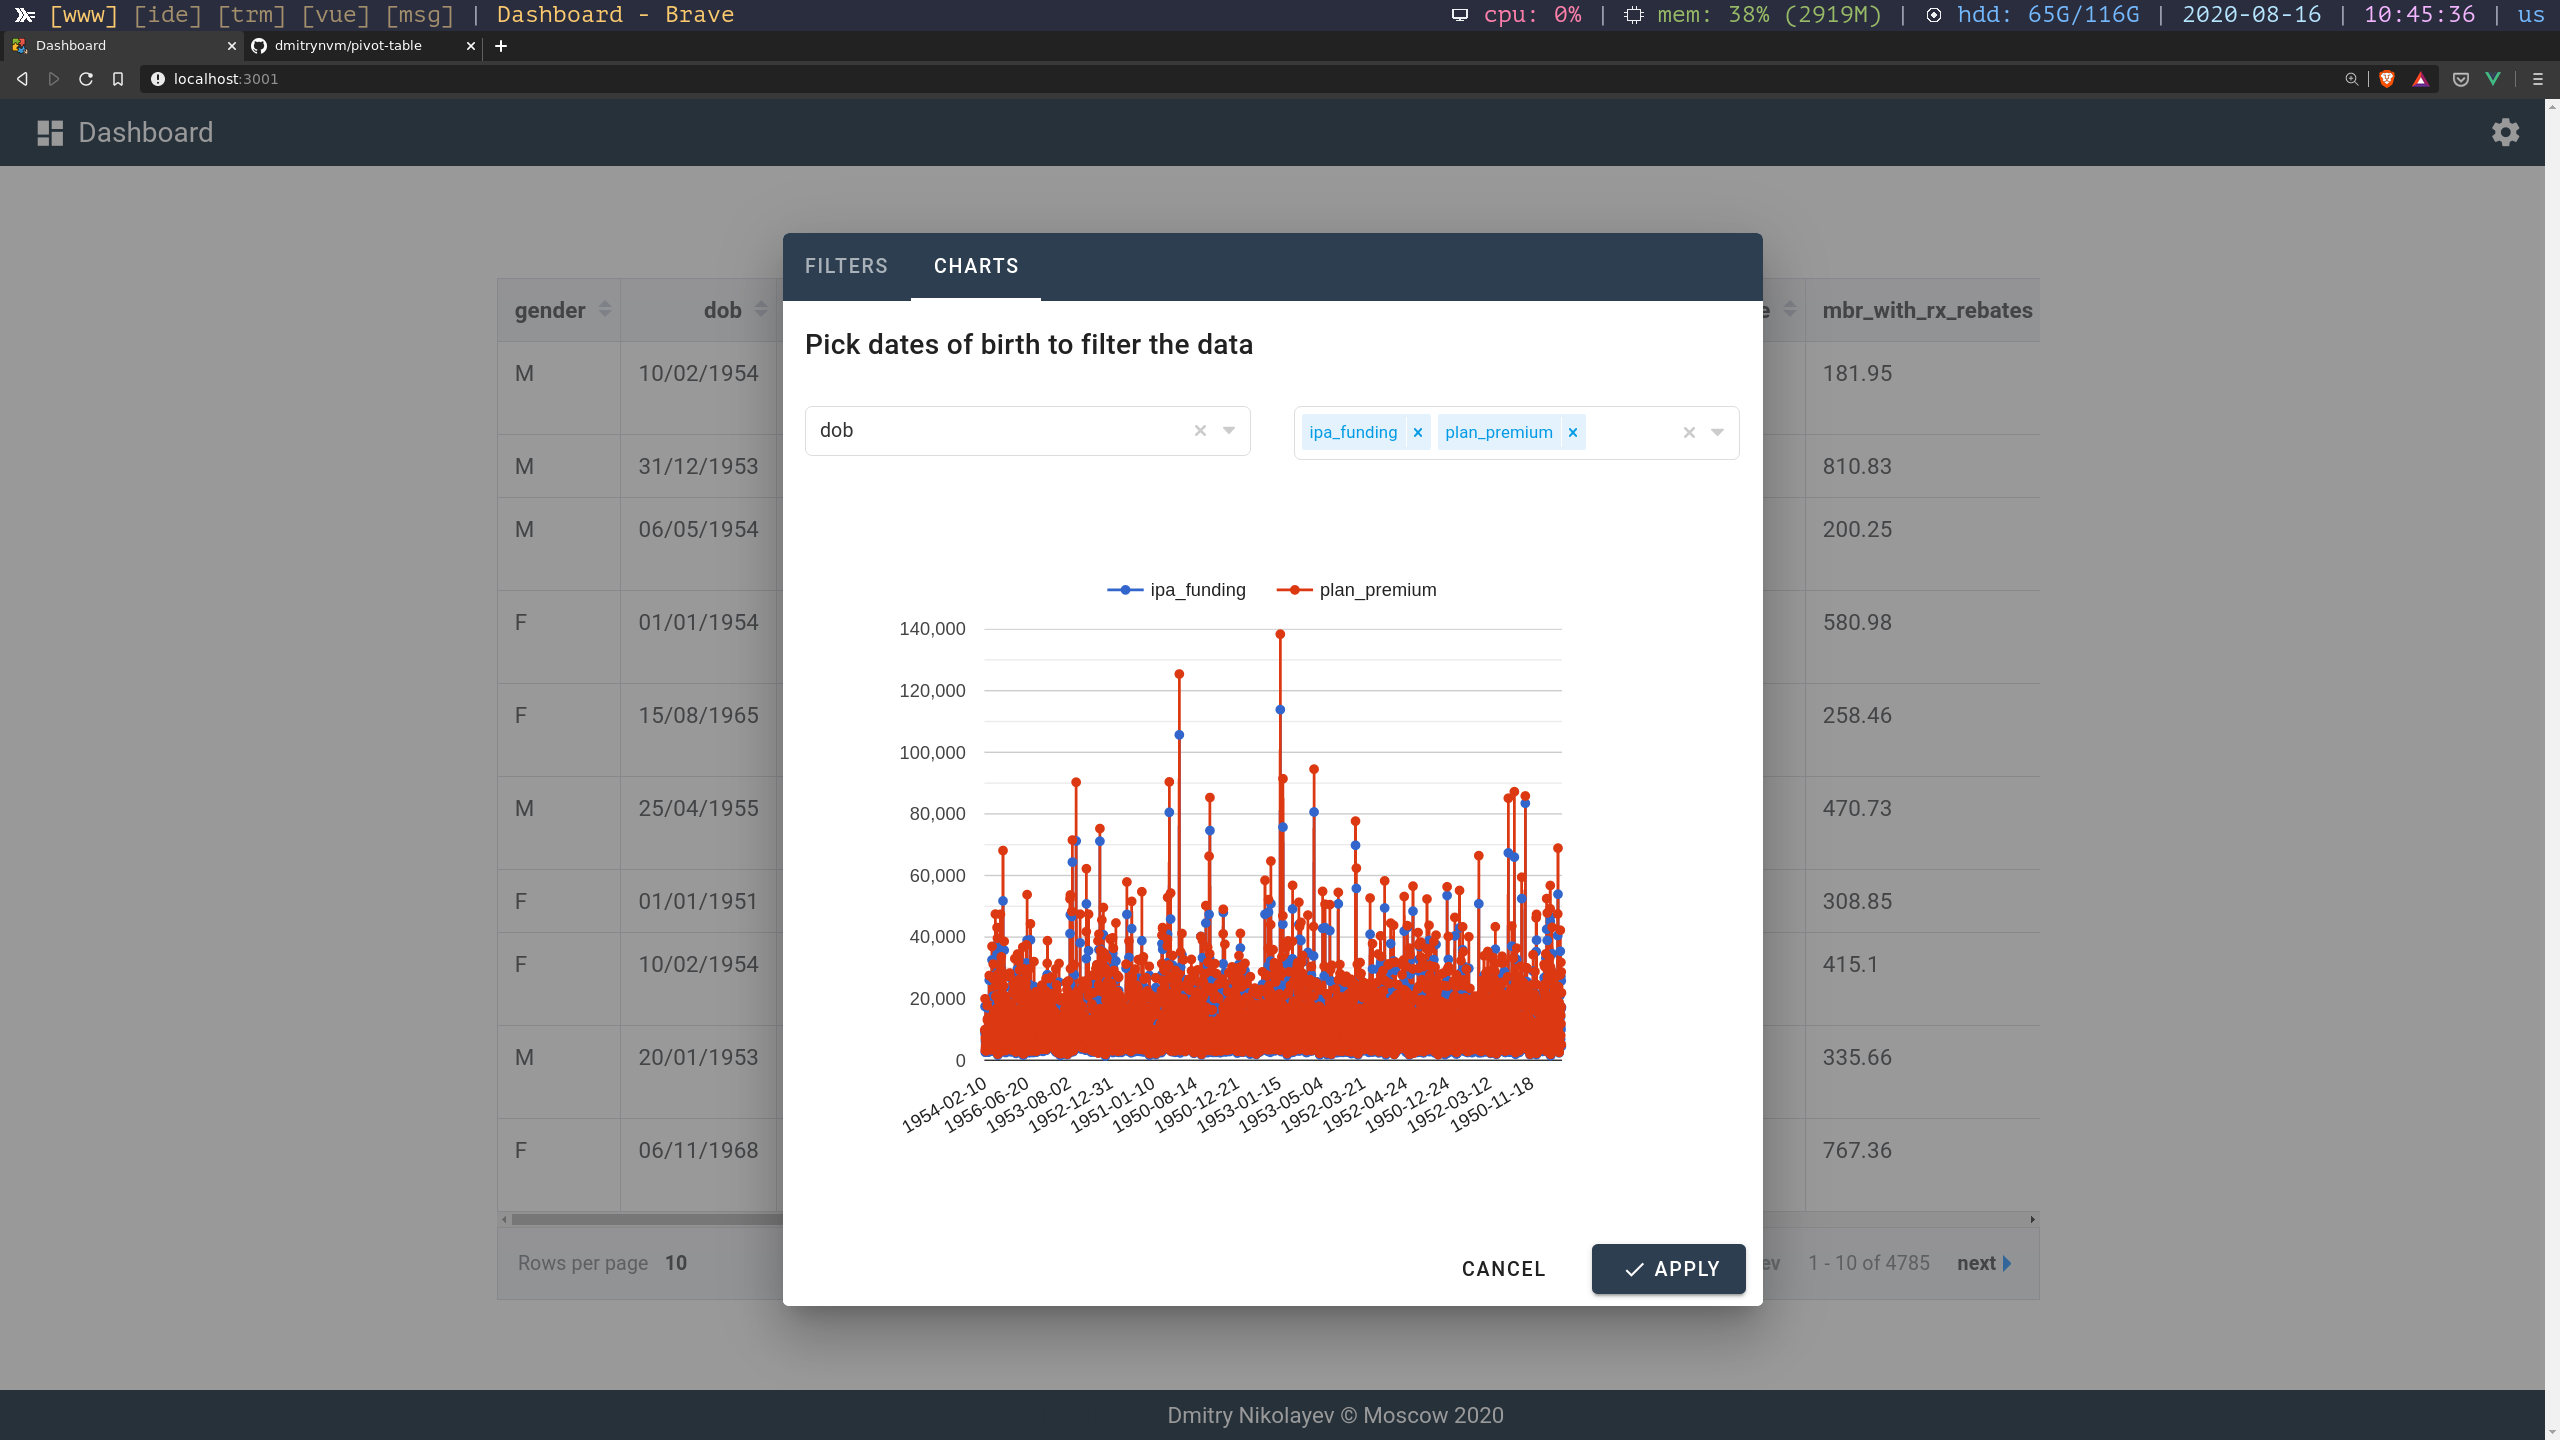 [www] [ide] [trm] [vue] [msg] | Dashboard - Brave
cpu: 0% | mem: 38% (2919M) | hdd: 65G/116G | 2020-08-16 | 10:45:36 | us
Dashboard
dmitrynvm/pivot-table
localhost:3001
Dashboard
FILTERS
CHARTS
gender
dob
e
mbr_with_rx_rebates
Pick dates of birth to filter the data
dob
ipa_funding ×
plan_premium ×
M 10/02/1954 181.95
M 31/12/1953 810.83
M 06/05/1954 200.25
F 01/01/1954 580.98
F 15/08/1965 258.46
M 25/04/1955 470.73
F 01/01/1951 308.85
F 10/02/1954 415.1
M 20/01/1953 335.66
F 06/11/1968 767.36
ipa_funding
plan_premium
140,000
120,000
100,000
80,000
60,000
40,000
20,000
0
1954-02-10
1956-06-20
1953-08-02
1952-12-31
1951-01-10
1950-08-14
1950-12-21
1953-01-15
1953-05-04
1952-03-21
1952-04-24
1950-12-24
1952-03-12
1950-11-18
CANCEL
APPLY
Rows per page 10
ev
1 - 10 of 4785
next
Dmitry Nikolayev © Moscow 2020